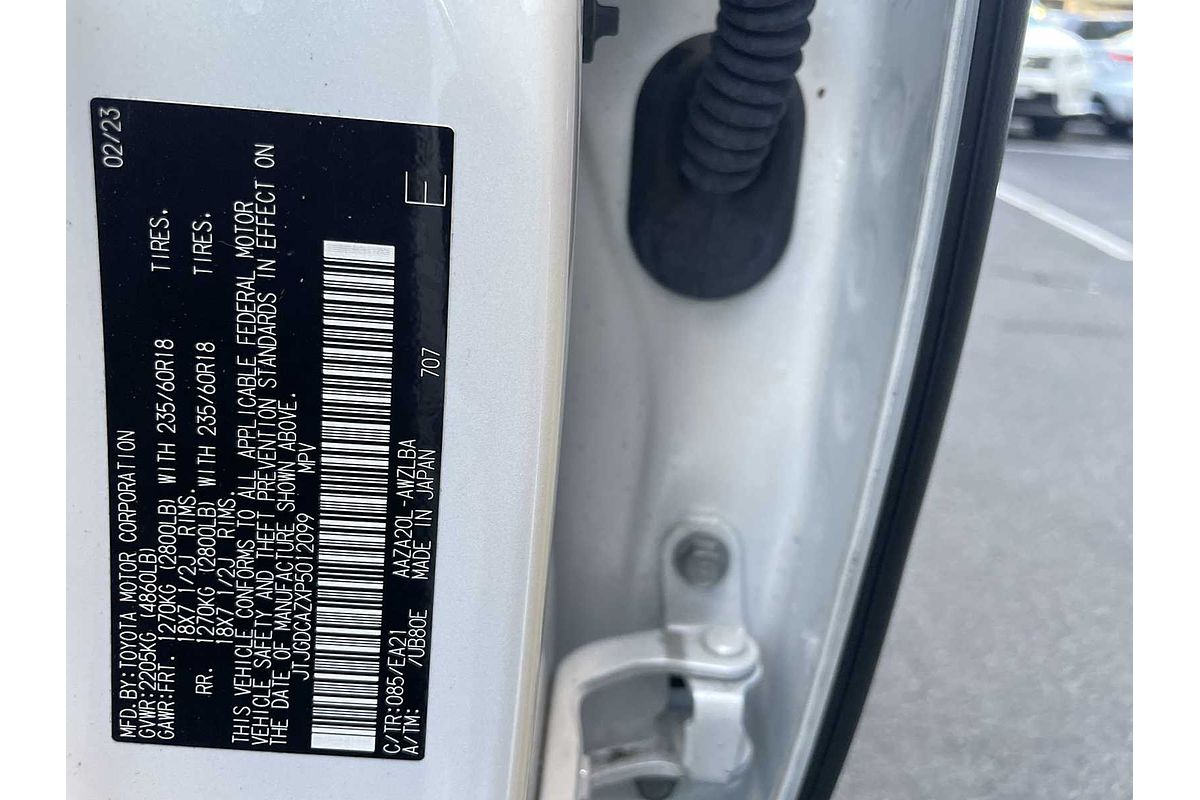 MFD.BY:TOYOTA MOTOR CORPORATION 02/23
GVWR:2205KG (4860LB)
GAWR:FRT. 1270KG (2800LB) WITH 235/60R18 TIRES.
18X7 1/2J RIMS.
RR. 1270KG (2800LB) WITH 235/60R18 TIRES.
18X7 1/2J RIMS.
THIS VEHICLE CONFORMS TO ALL APPLICABLE FEDERAL MOTOR
VEHICLE SAFETY AND THEFT PREVENTION STANDARDS IN EFFECT ON
THE DATE OF MANUFACTURE SHOWN ABOVE.
JTJGDCAZXP5012099 MPV
C/TR:085/EA21 AAZA20L-AWZLBA
A/TM: /UB80E MADE IN JAPAN 707 E